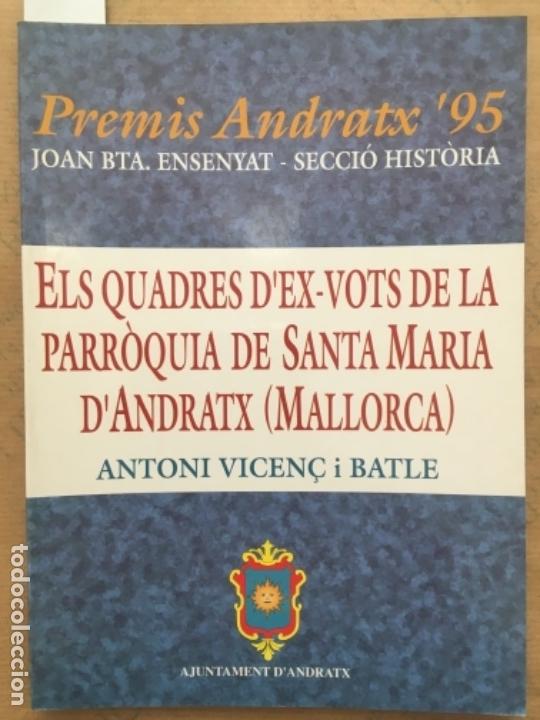 Premis Andratx '95
JOAN BTA. ENSENYAT - SECCIÓ HISTÒRIA
ELS QUADRES D'EX-VOTS DE LA
PARRÒQUIA DE SANTA MARIA
D'ANDRATX (MALLORCA)
ANTONI VICENÇ i BATLE
AJUNTAMENT D'ANDRATX
todocoleccion